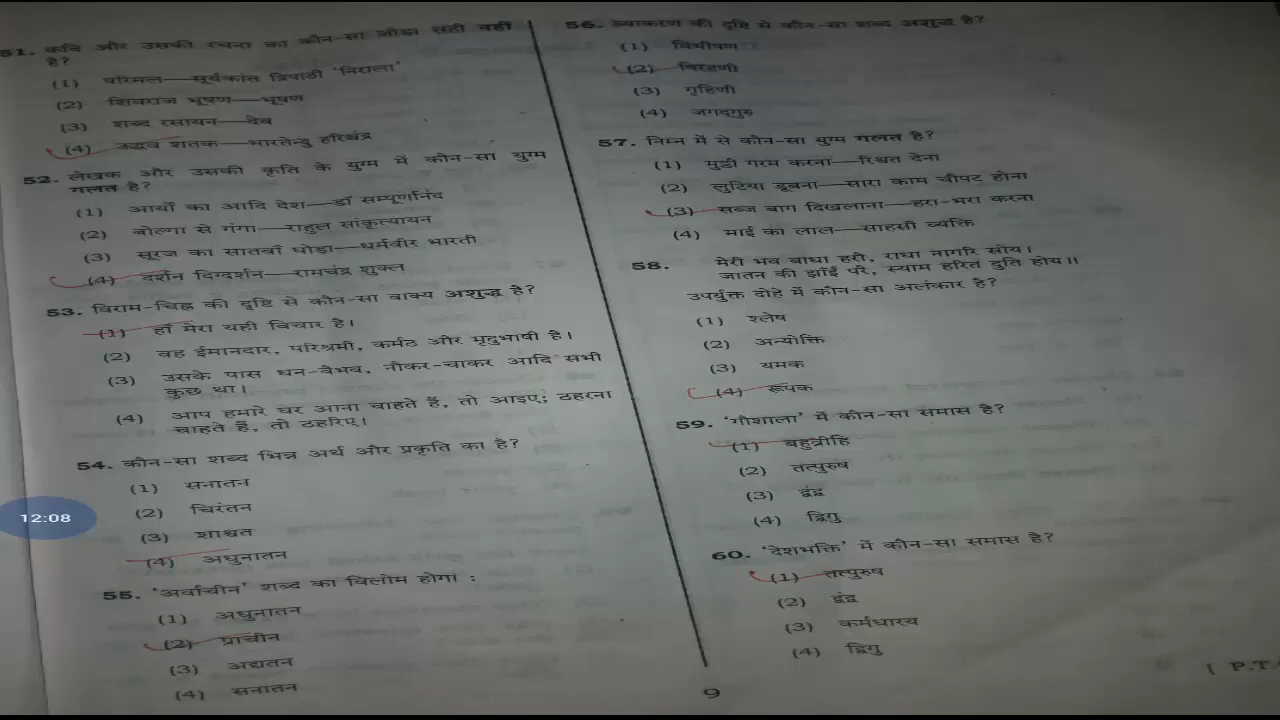 51. कवि और उसकी रचना का कौन-सा जोड़ा सही नहीं
है?
(1) परिमल—सूर्यकांत त्रिपाठी 'निराला'
(2) शिवराज भूषण—भूषण
(3) शब्द रसायन—देव
(4) उद्धव शतक—भारतेन्दु हरिश्चंद्र
52. लेखक और उसकी कृति के युग्म में कौन-सा युग्म
गलत है?
(1) आर्यों का आदि देश—डॉ सम्पूर्णानंद
(2) वोल्गा से गंगा—राहुल सांकृत्यायन
(3) सूरज का सातवाँ घोड़ा—धर्मवीर भारती
(4) दर्शन दिग्दर्शन—रामचंद्र शुक्ल
53. विराम-चिह्न की दृष्टि से कौन-सा वाक्य अशुद्ध है?
(1) हाँ मेरा यही विचार है।
(2) वह ईमानदार, परिश्रमी, कर्मठ और मृदुभाषी है।
(3) उसके पास धन-वैभव, नौकर-चाकर आदि सभी
कुछ था।
(4) आप हमारे घर आना चाहते हैं, तो आइए; ठहरना
चाहते हैं, तो ठहरिए।
54. कौन-सा शब्द भिन्न अर्थ और प्रकृति का है?
(1) सनातन
(2) चिरंतन
(3) शाश्वत
(4) अधुनातन
55. 'अर्वाचीन' शब्द का विलोम होगा :
(1) अधुनातन
(2) प्राचीन
(3) अद्यतन
(4) सनातन
56. व्याकरण की दृष्टि से कौन-सा शब्द अशुद्ध है?
(1) विभीषण
(2) विरहणी
(3) गृहिणी
(4) जगद्गुरु
57. निम्न में से कौन-सा युग्म गलत है?
(1) मुट्ठी गरम करना—रिश्वत देना
(2) लुटिया डूबना—सारा काम चौपट होना
(3) सब्ज बाग दिखलाना—हरा-भरा करना
(4) माई का लाल—साहसी व्यक्ति
58. मेरी भव बाधा हरौ, राधा नागरि सोय।
जातन की झाँई परे, स्याम हरित दुति होय।।
उपर्युक्त दोहे में कौन-सा अलंकार है?
(1) श्लेष
(2) अन्योक्ति
(3) यमक
(4) रूपक
59. 'गौशाला' में कौन-सा समास है?
(1) बहुव्रीहि
(2) तत्पुरुष
(3) द्वंद्व
(4) द्विगु
60. 'देशभक्ति' में कौन-सा समास है?
(1) तत्पुरुष
(2) द्वंद्व
(3) कर्मधारय
(4) द्विगु
12:08
9
( P.T.